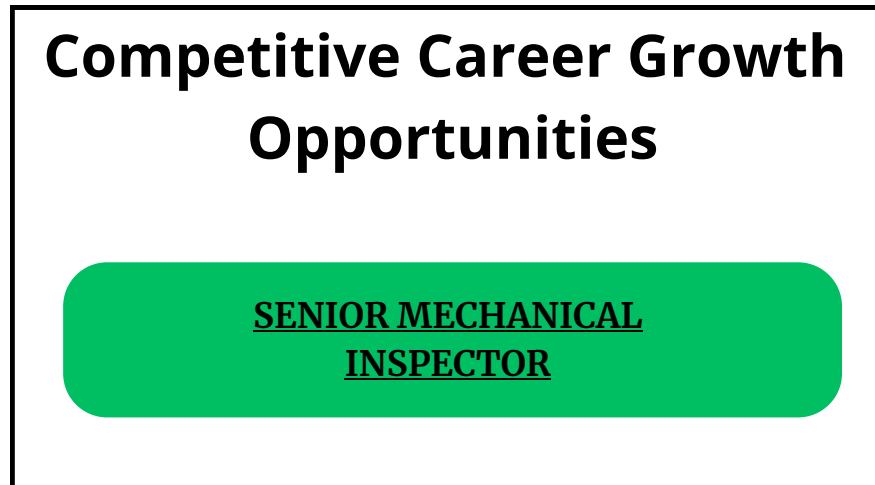 Competitive Career Growth
Opportunities
SENIOR MECHANICAL
INSPECTOR